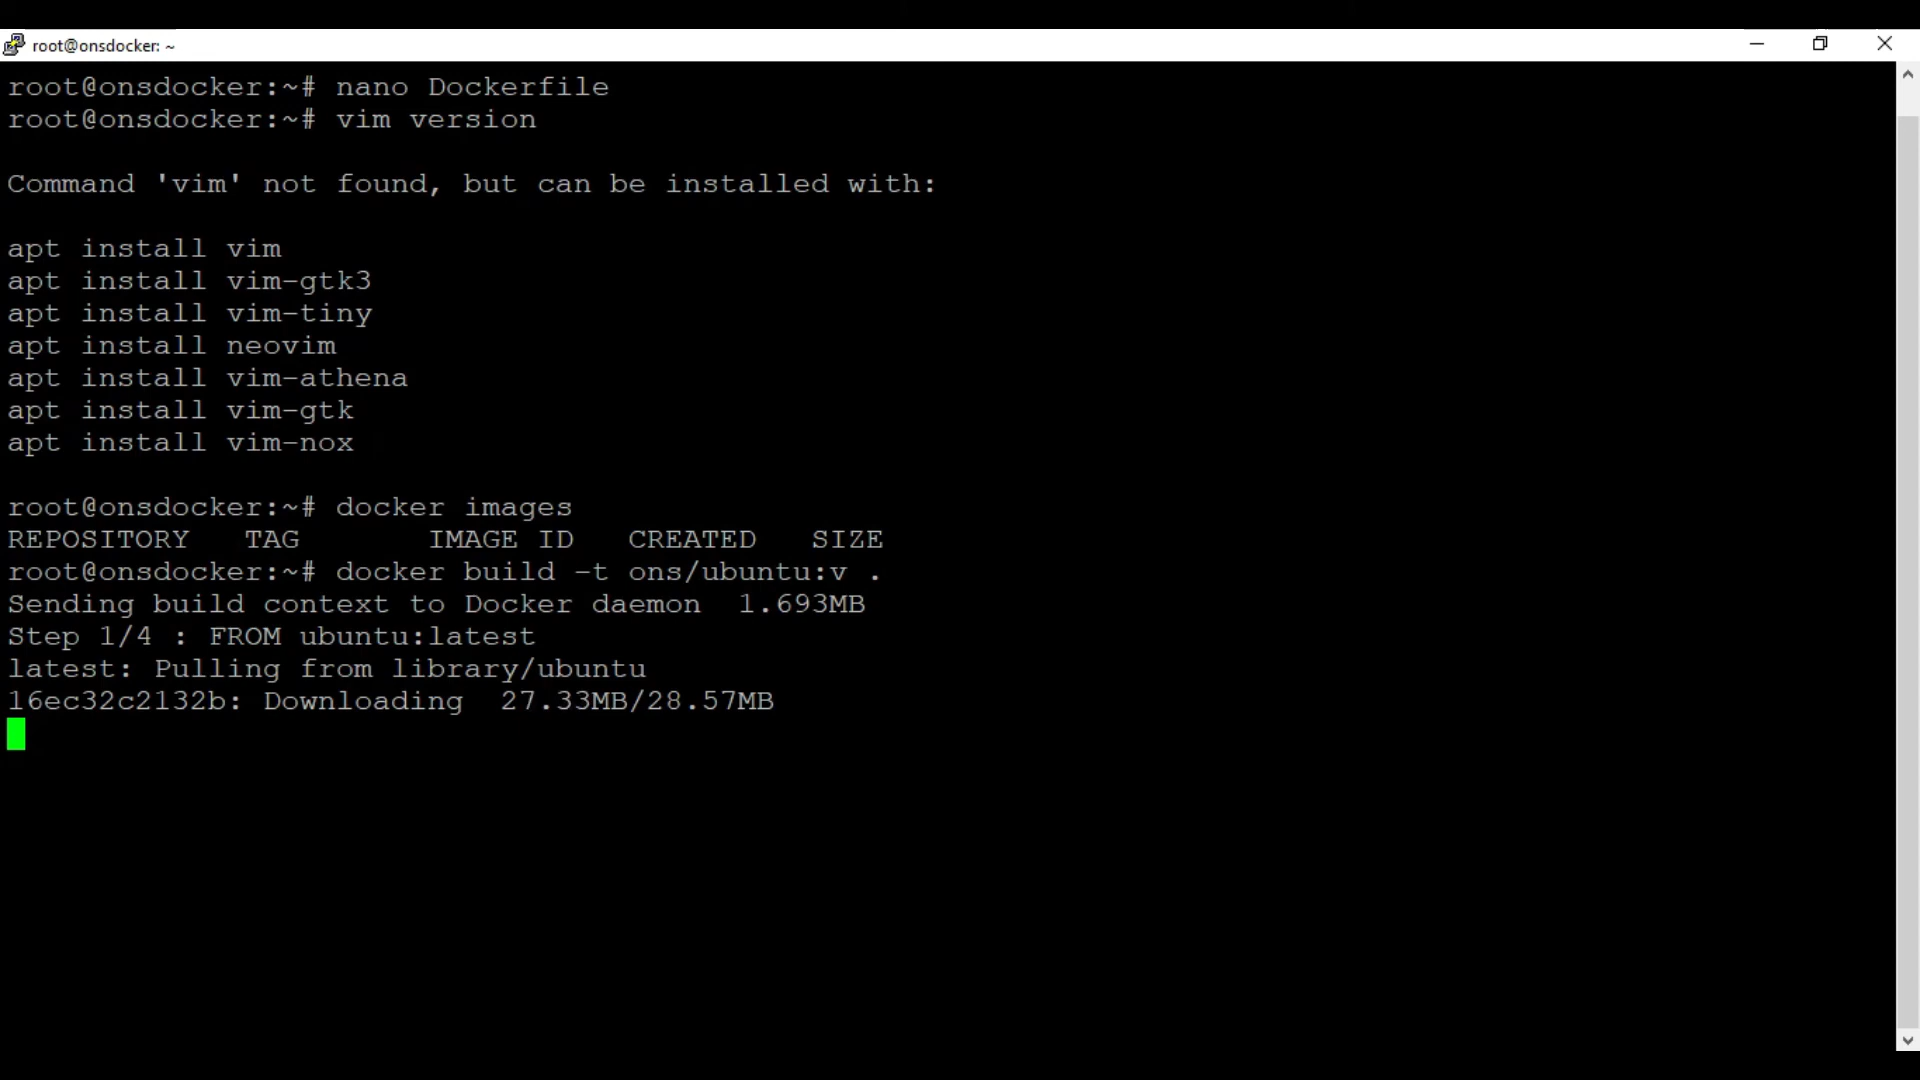 root@onsdocker: ~
root@onsdocker:~# nano Dockerfile
root@onsdocker:~# vim version
Command 'vim' not found, but can be installed with:
apt install vim
apt install vim-gtk3
apt install vim-tiny
apt install neovim
apt install vim-athena
apt install vim-gtk
apt install vim-nox
root@onsdocker:~# docker images
REPOSITORY   TAG       IMAGE ID   CREATED   SIZE
root@onsdocker:~# docker build -t ons/ubuntu:v .
Sending build context to Docker daemon  1.693MB
Step 1/4 : FROM ubuntu:latest
latest: Pulling from library/ubuntu
16ec32c2132b: Downloading  27.33MB/28.57MB